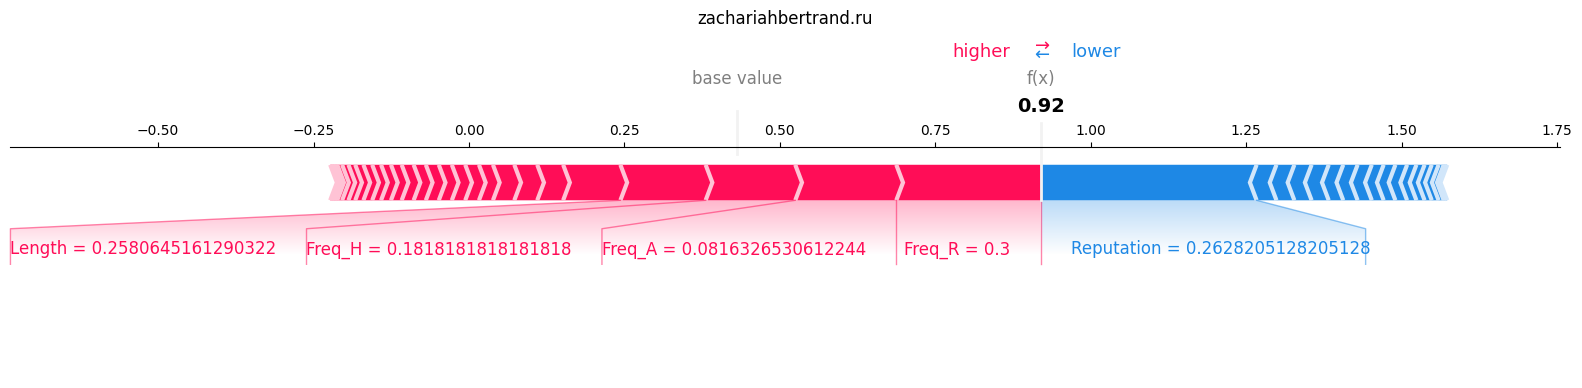 zachariahbertrand.ru
higher → ← lower
base value f(x)
0.92
−0.50 −0.25 0.00 0.25 0.50 0.75 1.00 1.25 1.50 1.75
Length = 0.2580645161290322 Freq_H = 0.1818181818181818 Freq_A = 0.0816326530612244 Freq_R = 0.3 Reputation = 0.2628205128205128